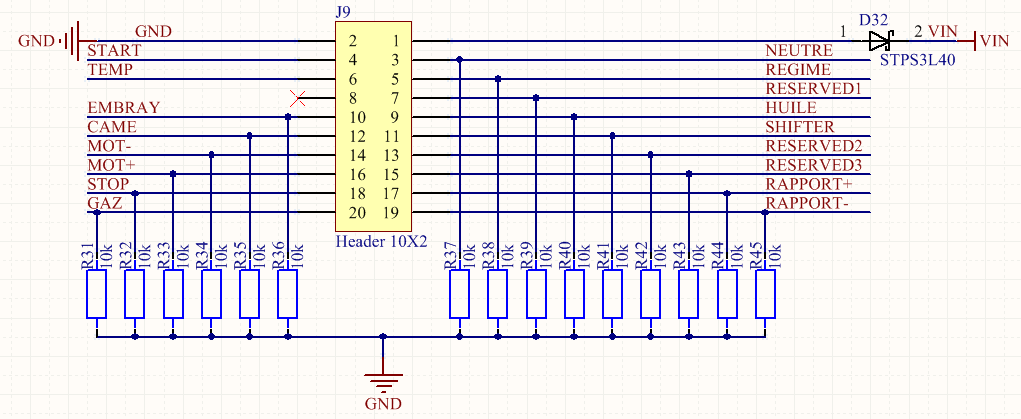 J9
D32
GND GND 2 1 1 2 VIN VIN
START 4 3 NEUTRE STPS3L40
TEMP 6 5 REGIME
8 7 RESERVED1
EMBRAY 10 9 HUILE
CAME 12 11 SHIFTER
MOT- 14 13 RESERVED2
MOT+ 16 15 RESERVED3
STOP 18 17 RAPPORT+
GAZ 20 19 RAPPORT-
Header 10X2
R31 10k R32 10k R33 10k R34 10k R35 10k R36 10k R37 10k R38 10k R39 10k R40 10k R41 10k R42 10k R43 10k R44 10k R45 10k
GND